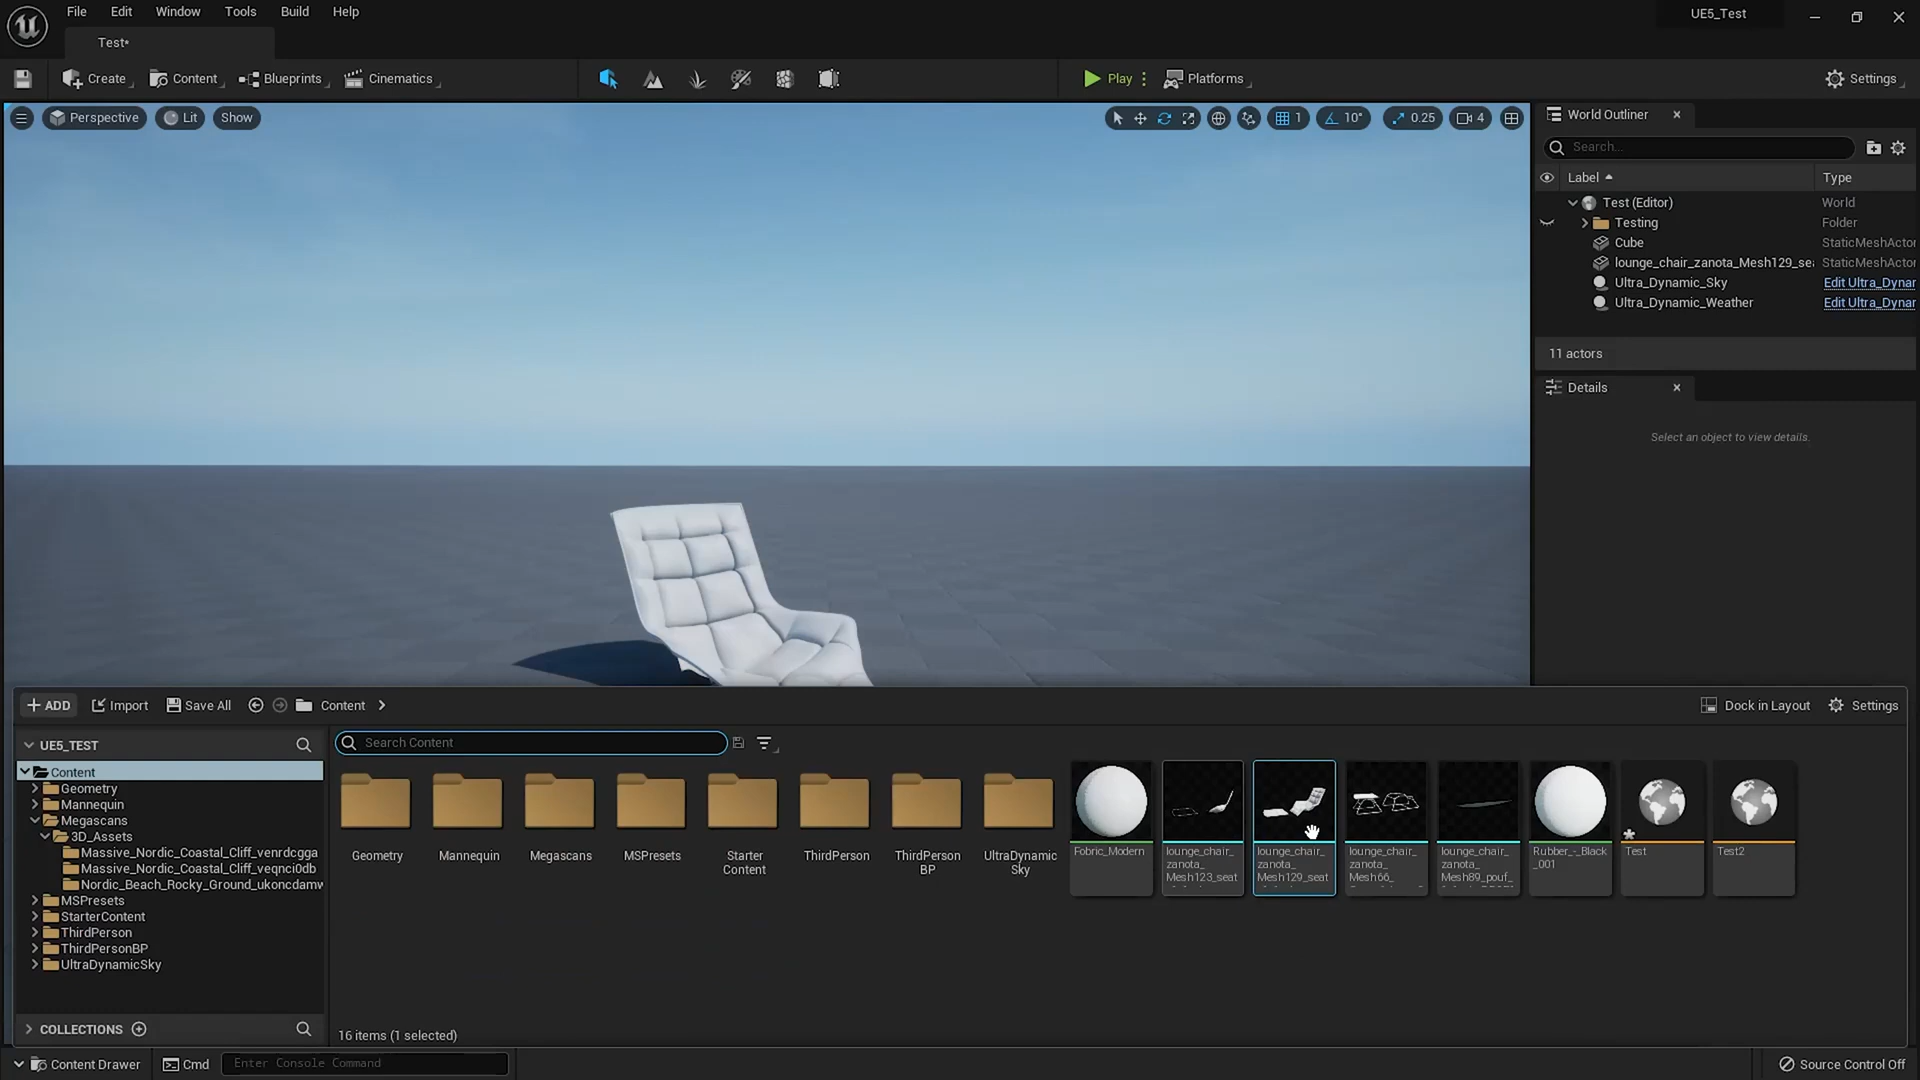 File Edit Window Tools Build Help
UE5_Test
Test*
Create Content Blueprints Cinematics Play Platforms Settings
Perspective Lit Show 1 10° 0.25 4
World Outliner
Search...
Label Type
Test (Editor) World
Testing Folder
Cube StaticMeshActor
lounge_chair_zanota_Mesh129_sea StaticMeshActor
Ultra_Dynamic_Sky Edit Ultra_Dynar
Ultra_Dynamic_Weather Edit Ultra_Dynar
11 actors
Details
Select an object to view details.
ADD Import Save All Content Dock in Layout Settings
UE5_TEST
Search Content
Content
Geometry
Mannequin
Megascans
3D_Assets
Massive_Nordic_Coastal_Cliff_venrdcgga
Massive_Nordic_Coastal_Cliff_veqnci0db
Nordic_Beach_Rocky_Ground_ukoncdamw
MSPresets
StarterContent
ThirdPerson
ThirdPersonBP
UltraDynamicSky
Geometry
Mannequin
Megascans
MSPresets
Starter
Content
ThirdPerson
ThirdPerson
BP
UltraDynamic
Sky
Fobric_Modern
lounge_chair_
zanota_
Mesh123_seat
lounge_chair_
zanota_
Mesh129_seat
lounge_chair_
zanota_
Mesh66_
lounge_chair_
zanota_
Mesh89_pouf_
Rubber_-_Black
_001
Test
Test2
COLLECTIONS
16 items (1 selected)
Content Drawer Cmd Enter Console Command Source Control Off